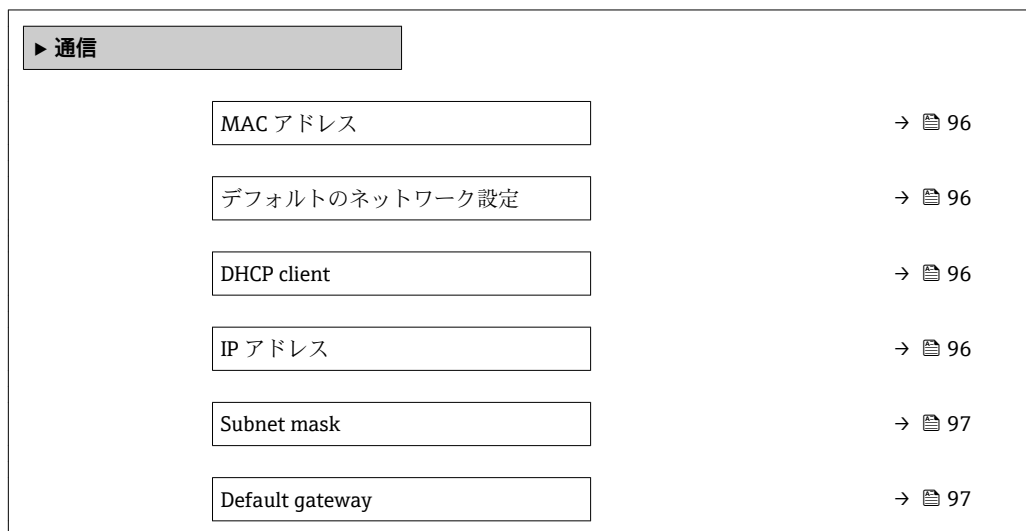 ▶ 通信
MAC アドレス → 🖹 96
デフォルトのネットワーク設定 → 🖹 96
DHCP client → 🖹 96
IP アドレス → 🖹 96
Subnet mask → 🖹 97
Default gateway → 🖹 97